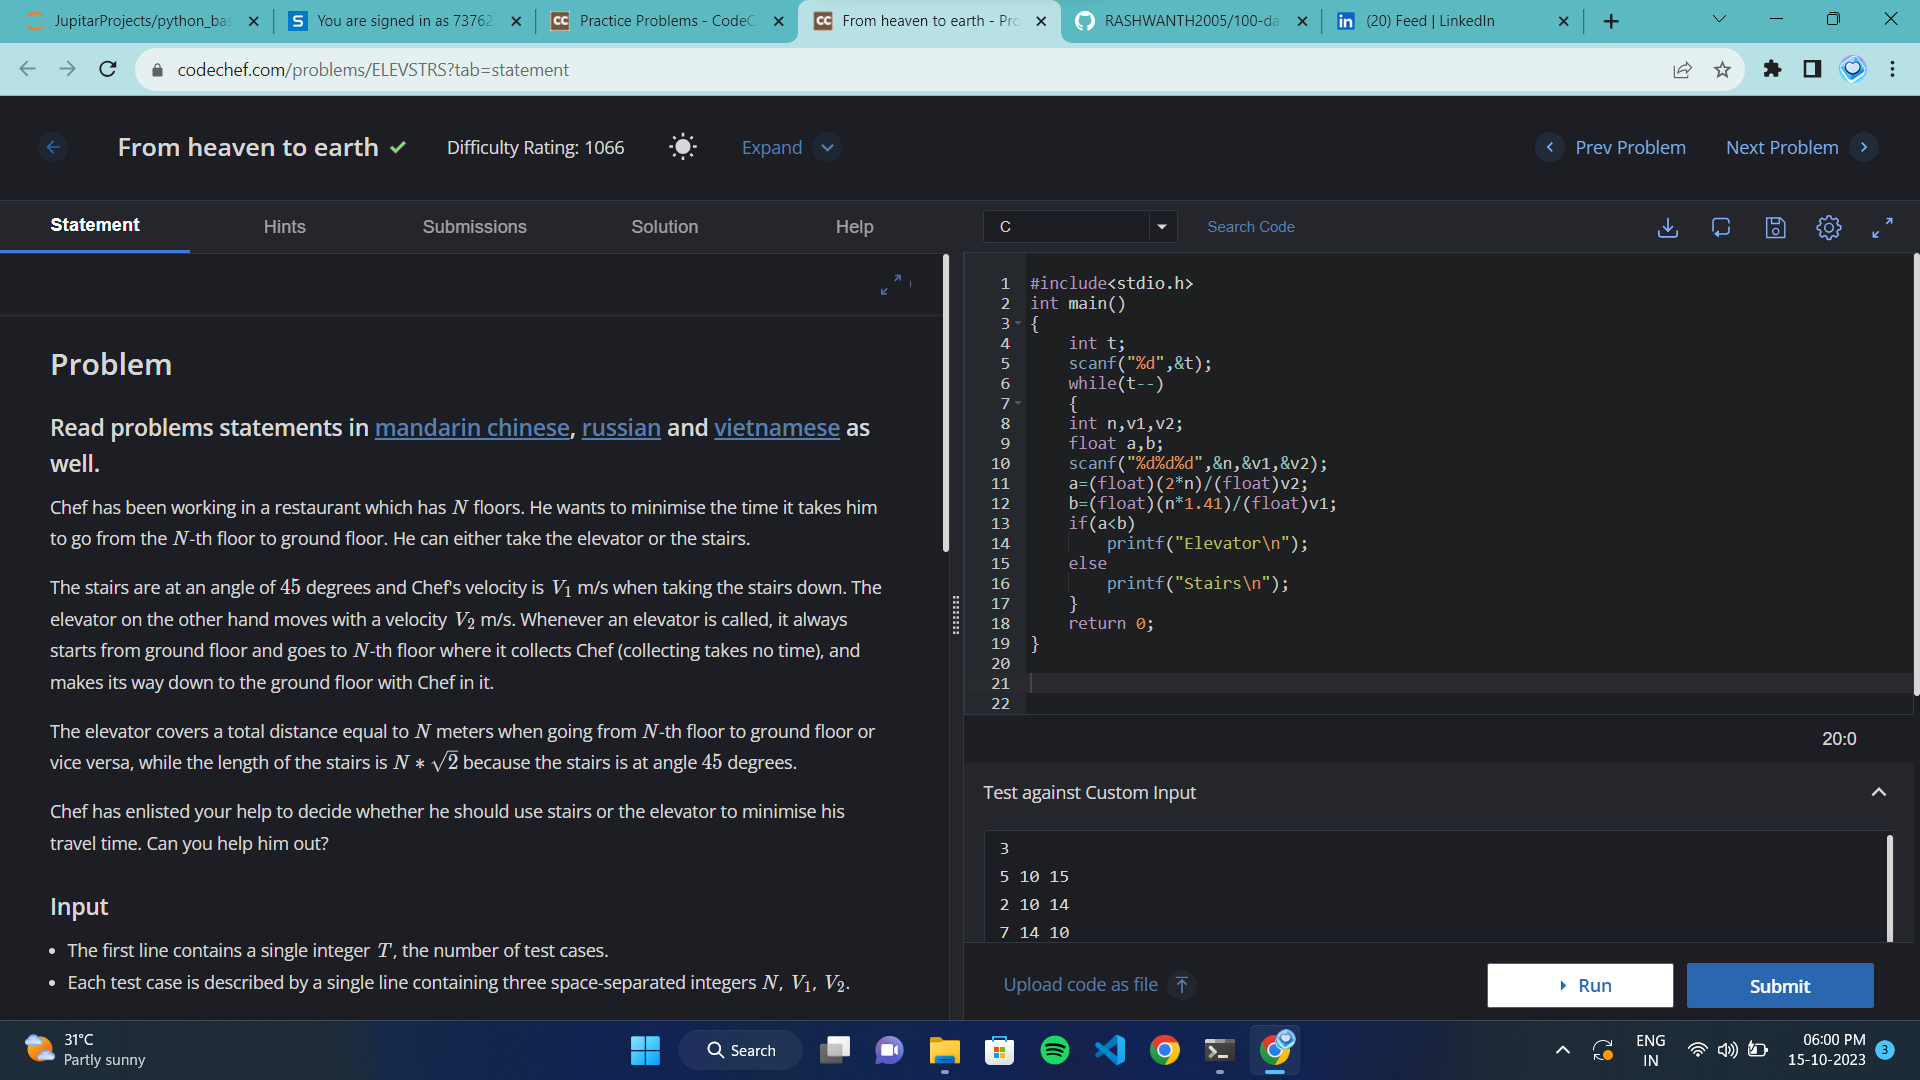 JupitarProjects/python_bas
You are signed in as 73762
Practice Problems - CodeC
From heaven to earth - Pro
RASHWANTH2005/100-da
(20) Feed | LinkedIn
codechef.com/problems/ELEVSTRS?tab=statement
From heaven to earth
Difficulty Rating: 1066
Expand
Prev Problem
Next Problem
Statement
Hints
Submissions
Solution
Help
C
Search Code
Problem
Read problems statements in mandarin chinese, russian and vietnamese as
well.
Chef has been working in a restaurant which has N floors. He wants to minimise the time it takes him
to go from the N-th floor to ground floor. He can either take the elevator or the stairs.
The stairs are at an angle of 45 degrees and Chef's velocity is V₁ m/s when taking the stairs down. The
elevator on the other hand moves with a velocity V₂ m/s. Whenever an elevator is called, it always
starts from ground floor and goes to N-th floor where it collects Chef (collecting takes no time), and
makes its way down to the ground floor with Chef in it.
The elevator covers a total distance equal to N meters when going from N-th floor to ground floor or
vice versa, while the length of the stairs is N * √2 because the stairs is at angle 45 degrees.
Chef has enlisted your help to decide whether he should use stairs or the elevator to minimise his
travel time. Can you help him out?
Input
• The first line contains a single integer T, the number of test cases.
• Each test case is described by a single line containing three space-separated integers N, V₁, V₂.
1 #include<stdio.h>
2 int main()
3 {
4 int t;
5 scanf("%d",&t);
6 while(t--)
7 {
8 int n,v1,v2;
9 float a,b;
10 scanf("%d%d%d",&n,&v1,&v2);
11 a=(float)(2*n)/(float)v2;
12 b=(float)(n*1.41)/(float)v1;
13 if(a<b)
14 printf("Elevator\n");
15 else
16 printf("Stairs\n");
17 }
18 return 0;
19 }
20
21
22
20:0
Test against Custom Input
3
5 10 15
2 10 14
7 14 10
Upload code as file
Run
Submit
31°C
Partly sunny
Search
ENG
IN
06:00 PM
15-10-2023
3